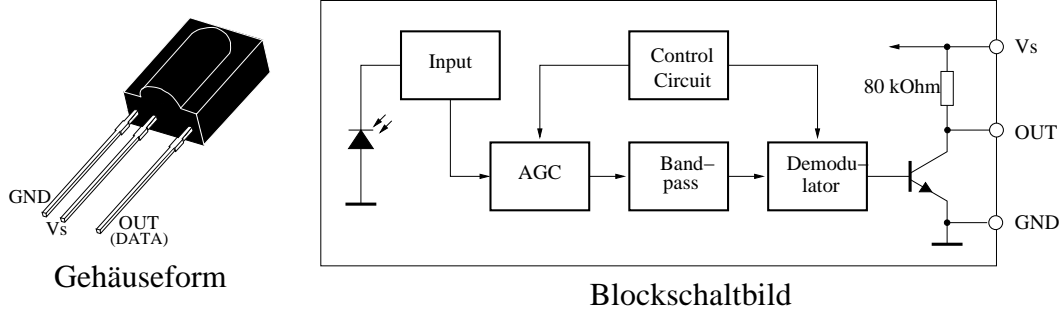 GND
Vs
OUT
(DATA)
Gehäuseform
Input
Control
Circuit
AGC
Band–
pass
Demodu–
lator
80 kOhm
Vs
OUT
GND
Blockschaltbild